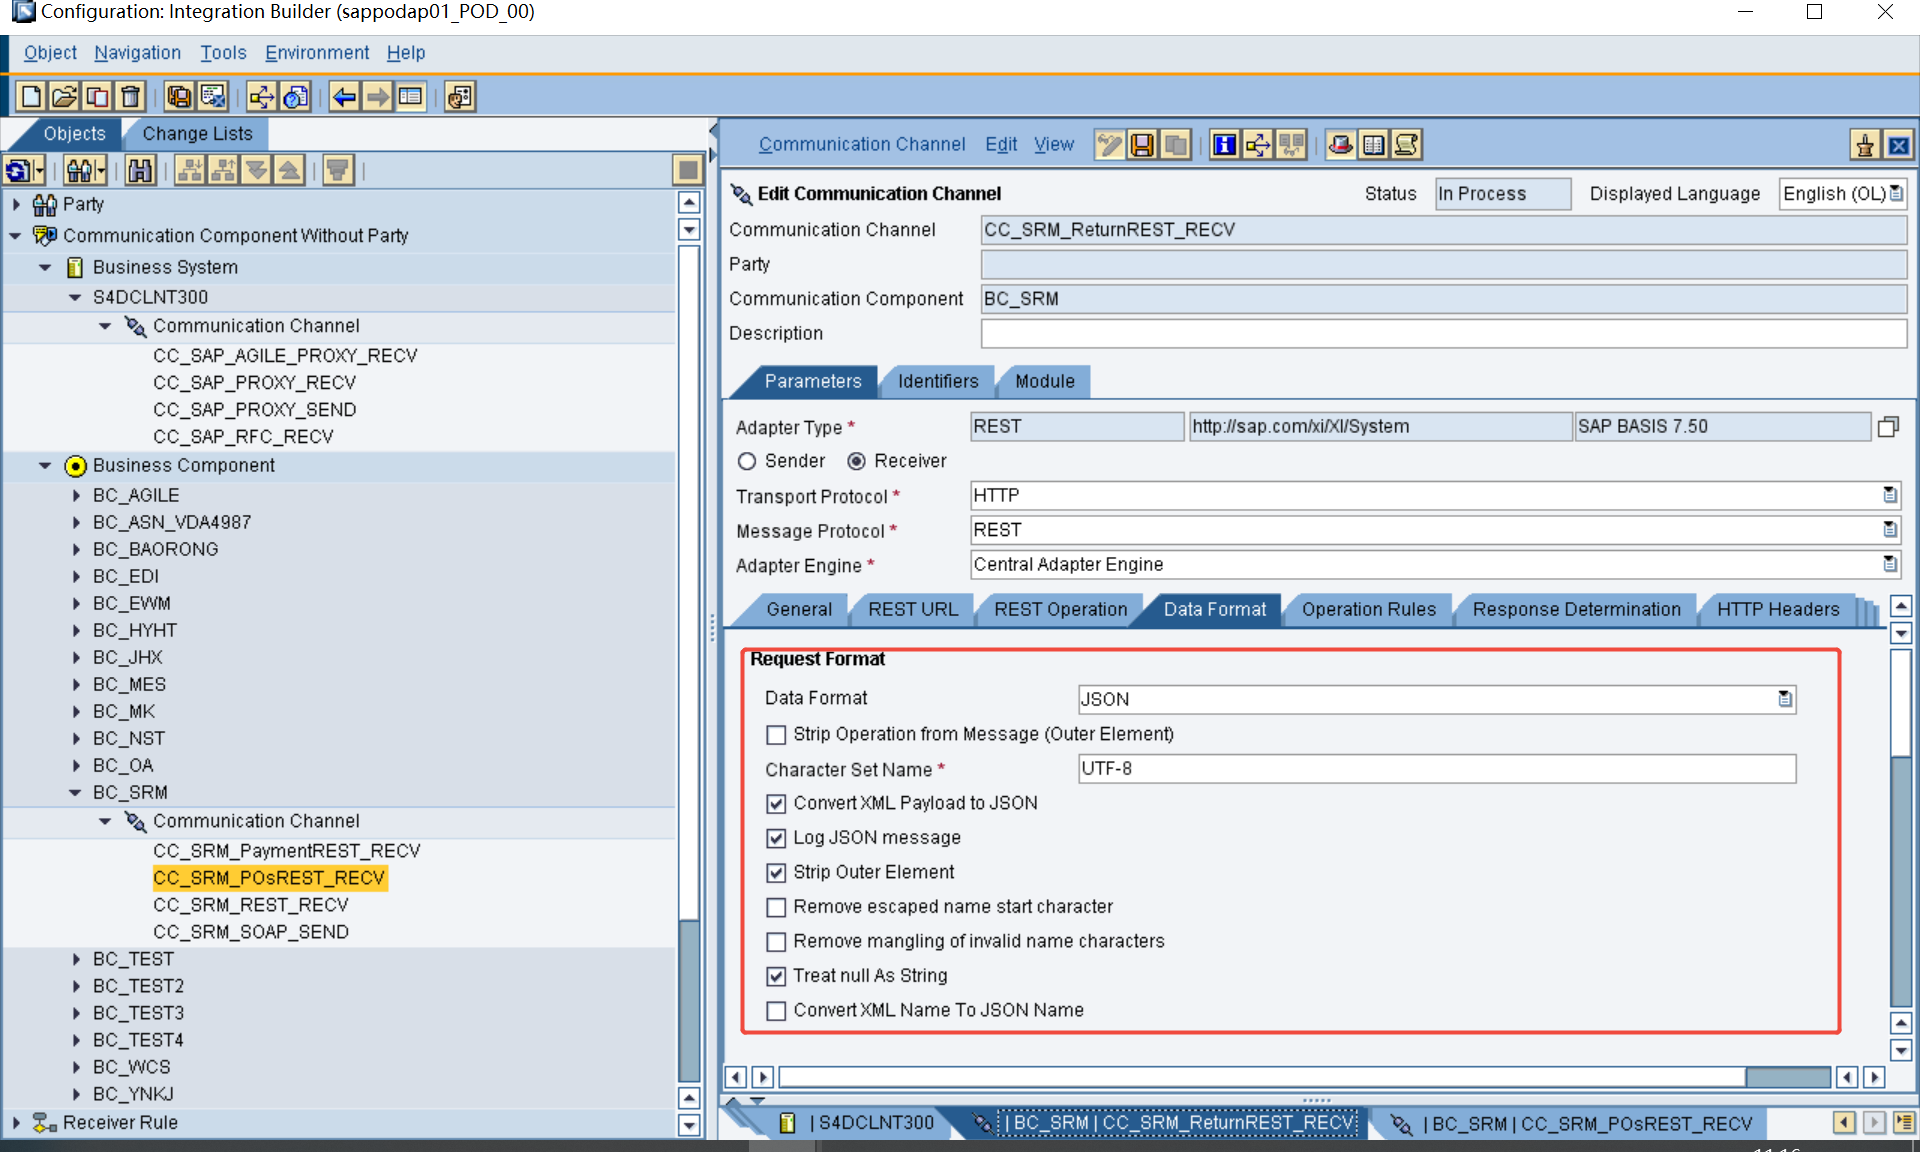 Configuration: Integration Builder (sappodap01_POD_00)
Object Navigation Tools Environment Help
Objects Change Lists
Party
Communication Component Without Party
Business System
S4DCLNT300
Communication Channel
CC_SAP_AGILE_PROXY_RECV
CC_SAP_PROXY_RECV
CC_SAP_PROXY_SEND
CC_SAP_RFC_RECV
Business Component
BC_AGILE
BC_ASN_VDA4987
BC_BAORONG
BC_EDI
BC_EWM
BC_HYHT
BC_JHX
BC_MES
BC_MK
BC_NST
BC_OA
BC_SRM
Communication Channel
CC_SRM_PaymentREST_RECV
CC_SRM_POsREST_RECV
CC_SRM_REST_RECV
CC_SRM_SOAP_SEND
BC_TEST
BC_TEST2
BC_TEST3
BC_TEST4
BC_WCS
BC_YNKJ
Receiver Rule
Communication Channel Edit View
Edit Communication Channel Status In Process Displayed Language English (OL)
Communication Channel CC_SRM_ReturnREST_RECV
Party
Communication Component BC_SRM
Description
Parameters Identifiers Module
Adapter Type * REST http://sap.com/xi/XI/System SAP BASIS 7.50
Sender Receiver
Transport Protocol * HTTP
Message Protocol * REST
Adapter Engine * Central Adapter Engine
General REST URL REST Operation Data Format Operation Rules Response Determination HTTP Headers
Request Format
Data Format JSON
Strip Operation from Message (Outer Element)
Character Set Name * UTF-8
Convert XML Payload to JSON
Log JSON message
Strip Outer Element
Remove escaped name start character
Remove mangling of invalid name characters
Treat null As String
Convert XML Name To JSON Name
| S4DCLNT300 | BC_SRM | CC_SRM_ReturnREST_RECV | BC_SRM | CC_SRM_POsREST_RECV